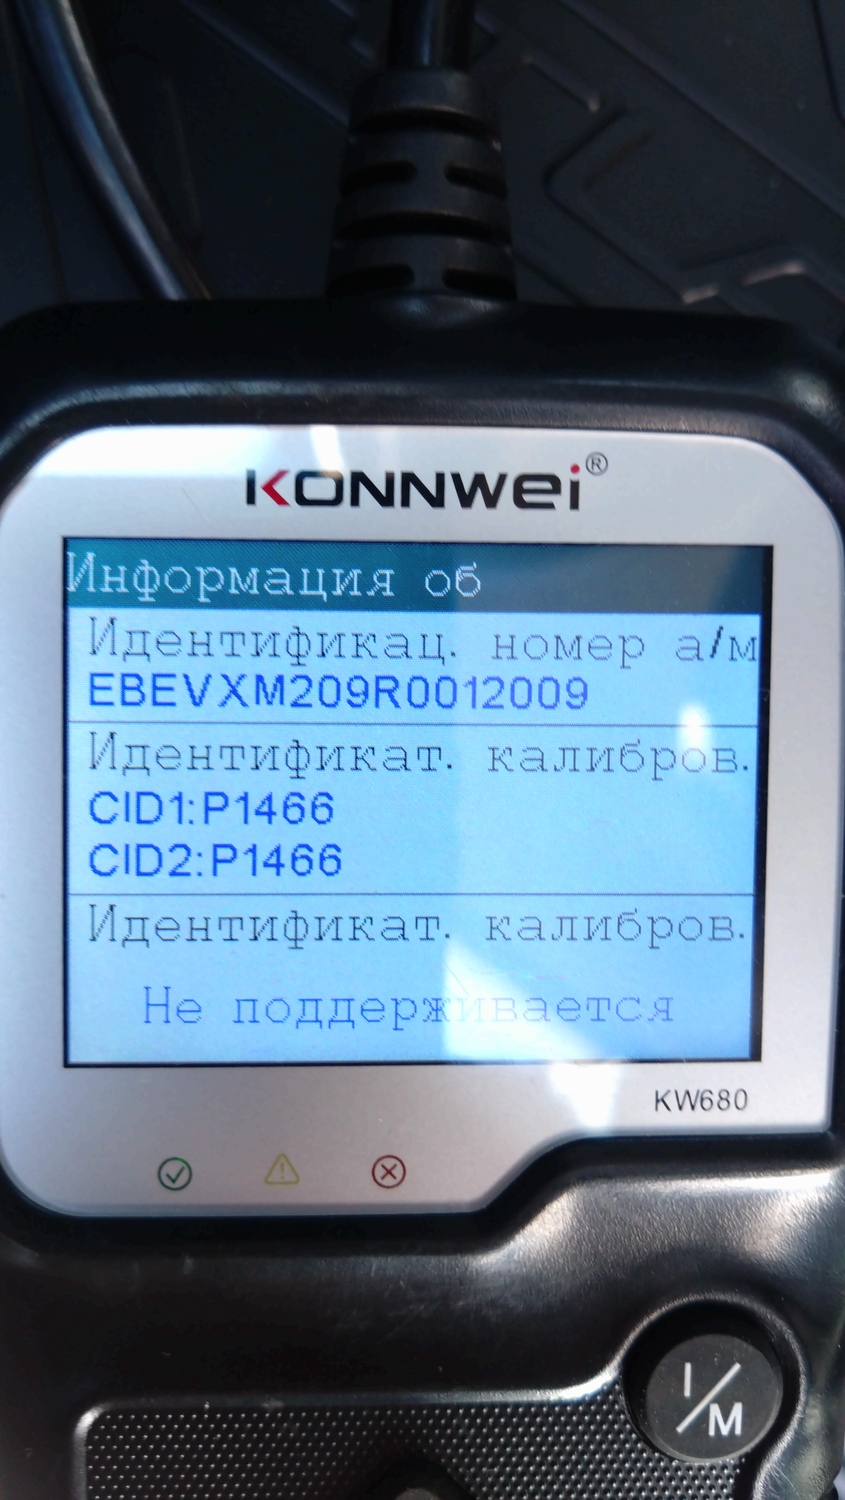 KONNWEI®
Информация об
Идентификац. номер а/м
EBEVXM209R0012009
Идентификат. калибров.
CID1:P1466
CID2:P1466
Идентификат. калибров.
Не поддерживается
KW680
I/M